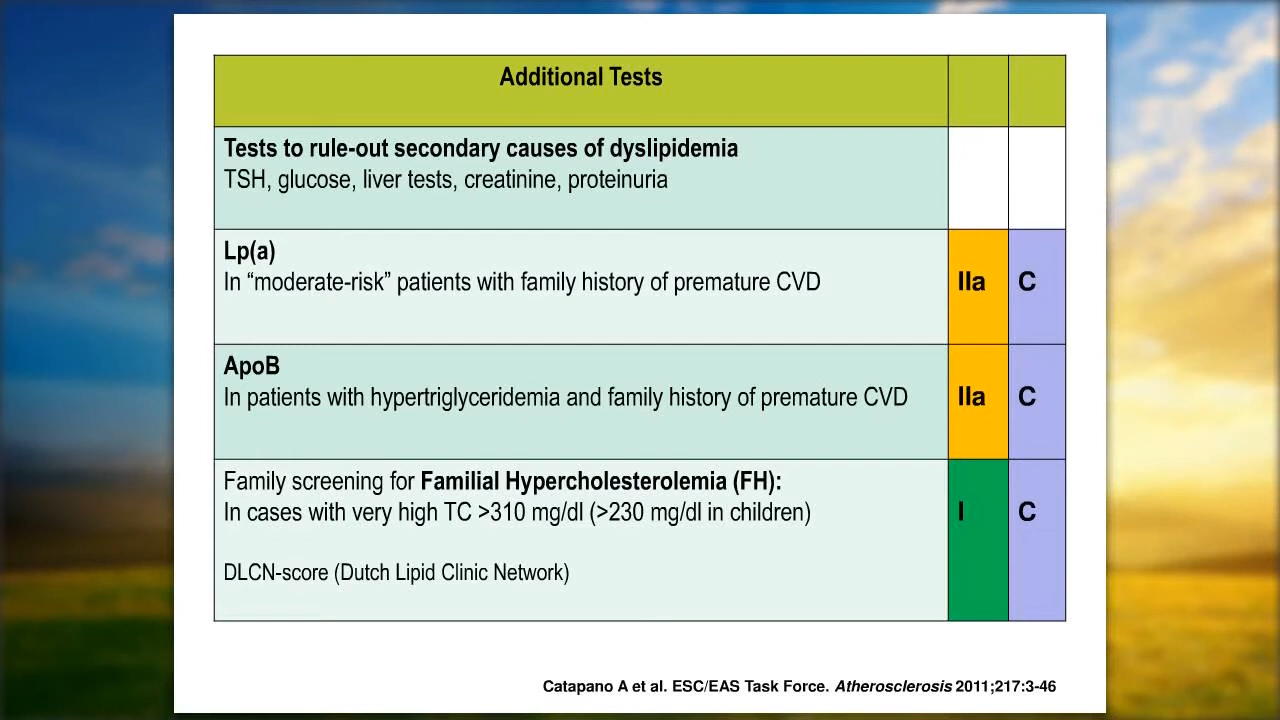 Additional Tests
Tests to rule-out secondary causes of dyslipidemia
TSH, glucose, liver tests, creatinine, proteinuria
Lp(a)
In “moderate-risk” patients with family history of premature CVD
IIa
C
ApoB
In patients with hypertriglyceridemia and family history of premature CVD
IIa
C
Family screening for Familial Hypercholesterolemia (FH):
In cases with very high TC >310 mg/dl (>230 mg/dl in children)
I
C
DLCN-score (Dutch Lipid Clinic Network)
Catapano A et al. ESC/EAS Task Force. Atherosclerosis 2011;217:3-46